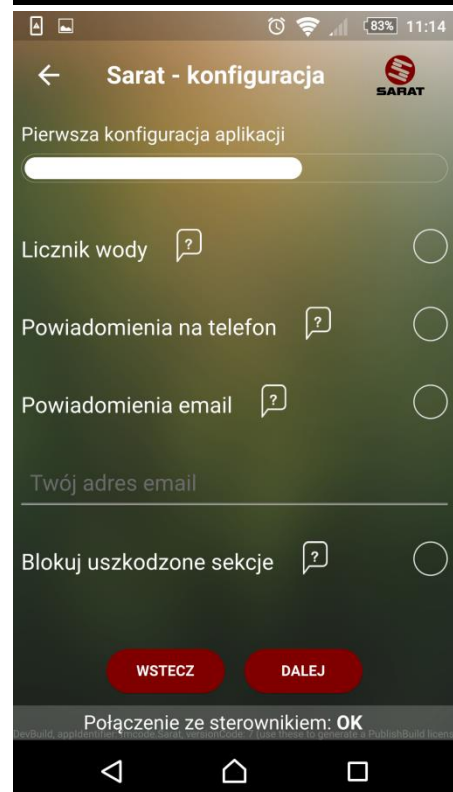 83% 11:14
Sarat - konfiguracja
SARAT
Pierwsza konfiguracja aplikacji
Licznik wody ?
Powiadomienia na telefon ?
Powiadomienia email ?
Twój adres email
Blokuj uszkodzone sekcje ?
WSTECZ DALEJ
Połączenie ze sterownikiem: OK